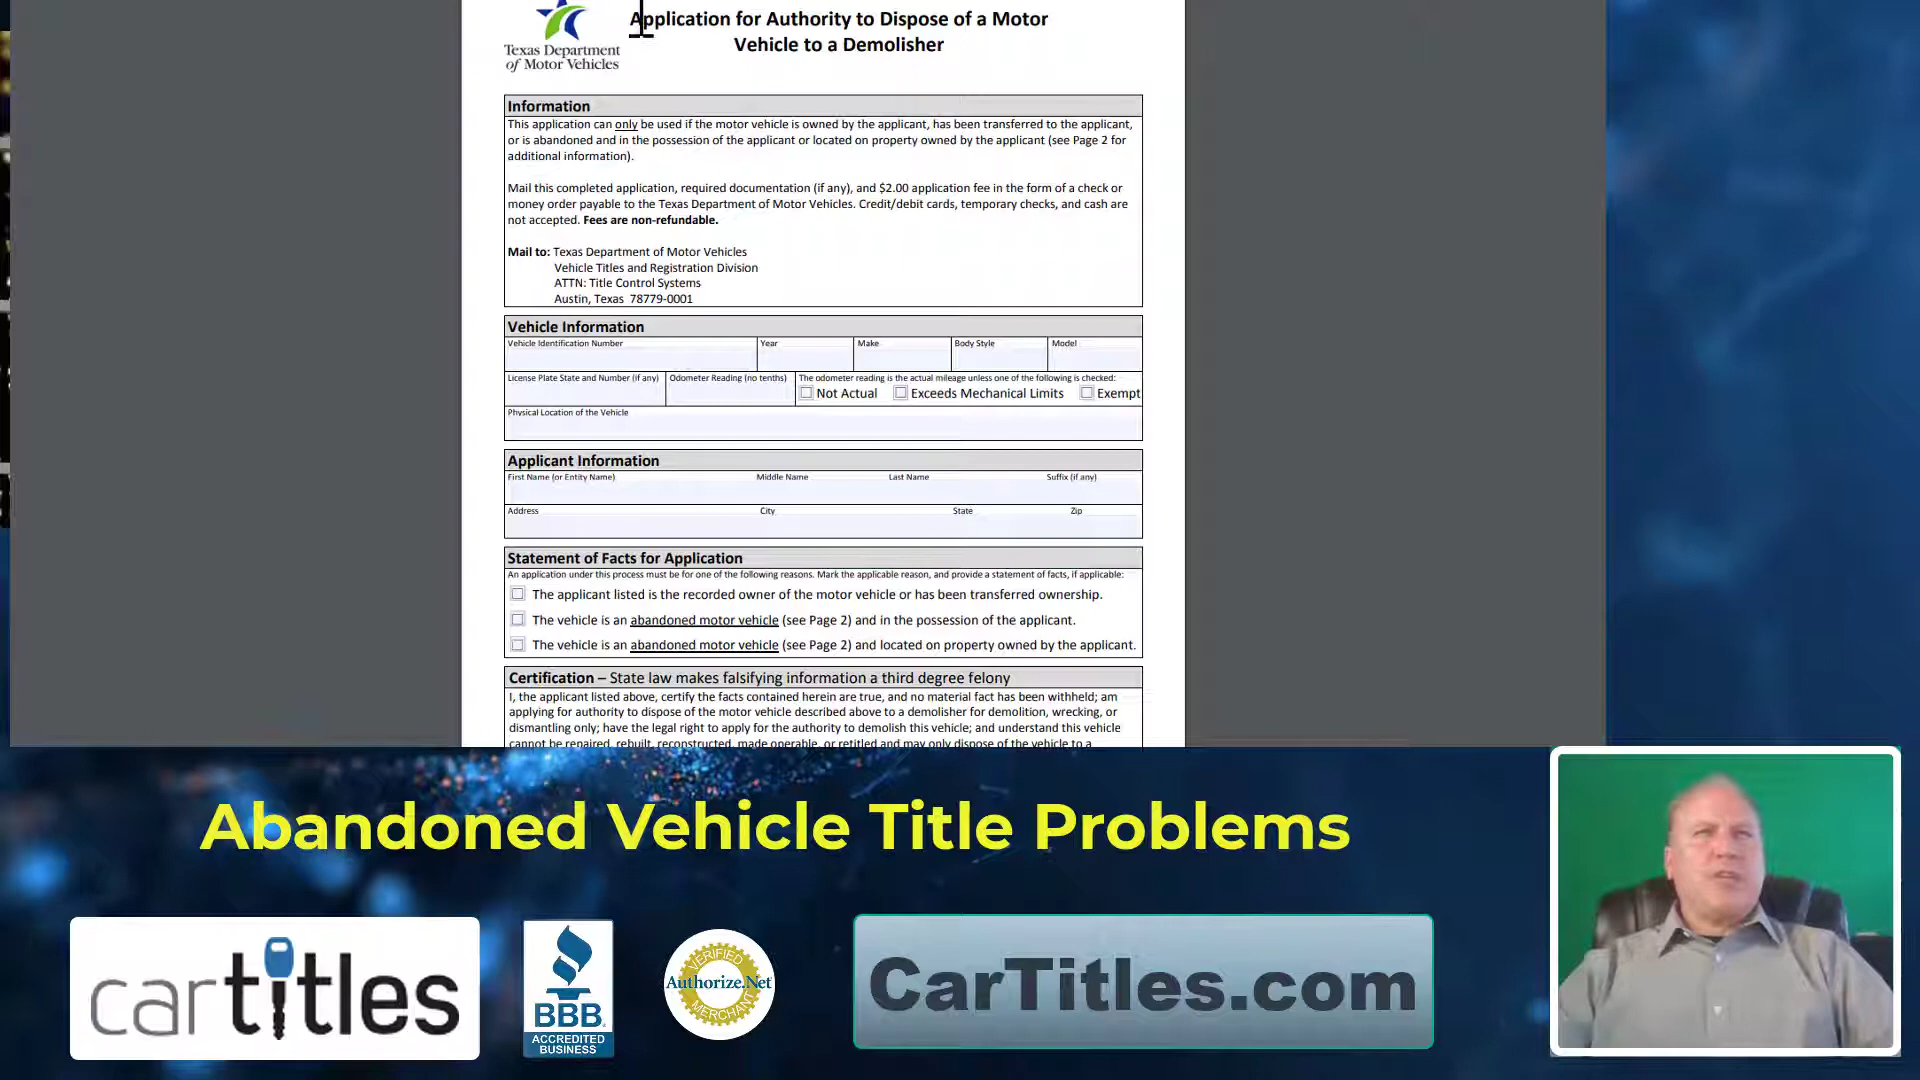 Application for Authority to Dispose of a Motor
Vehicle to a Demolisher
Texas Department
of Motor Vehicles
Information
This application can only be used if the motor vehicle is owned by the applicant, has been transferred to the applicant,
or is abandoned and in the possession of the applicant or located on property owned by the applicant (see Page 2 for
additional information).
Mail this completed application, required documentation (if any), and $2.00 application fee in the form of a check or
money order payable to the Texas Department of Motor Vehicles. Credit/debit cards, temporary checks, and cash are
not accepted. Fees are non-refundable.
Mail to: Texas Department of Motor Vehicles
Vehicle Titles and Registration Division
ATTN: Title Control Systems
Austin, Texas 78779-0001
Vehicle Information
Vehicle Identification Number Year Make Body Style Model
License Plate State and Number (if any) Odometer Reading (no tenths) The odometer reading is the actual mileage unless one of the following is checked:
Not Actual Exceeds Mechanical Limits Exempt
Physical Location of the Vehicle
Applicant Information
First Name (or Entity Name) Middle Name Last Name Suffix (if any)
Address City State Zip
Statement of Facts for Application
An application under this process must be for one of the following reasons. Mark the applicable reason, and provide a statement of facts, if applicable:
The applicant listed is the recorded owner of the motor vehicle or has been transferred ownership.
The vehicle is an abandoned motor vehicle (see Page 2) and in the possession of the applicant.
The vehicle is an abandoned motor vehicle (see Page 2) and located on property owned by the applicant.
Certification – State law makes falsifying information a third degree felony
I, the applicant listed above, certify the facts contained herein are true, and no material fact has been withheld; am
applying for authority to dispose of the motor vehicle described above to a demolisher for demolition, wrecking, or
dismantling only; have the legal right to apply for the authority to demolish this vehicle; and understand this vehicle
cannot be repaired, rebuilt, reconstructed, made operable, or retitled and may only dispose of the vehicle to a
Abandoned Vehicle Title Problems
cartitles
BBB
ACCREDITED
BUSINESS
VERIFIED
Authorize.Net
MERCHANT
CarTitles.com